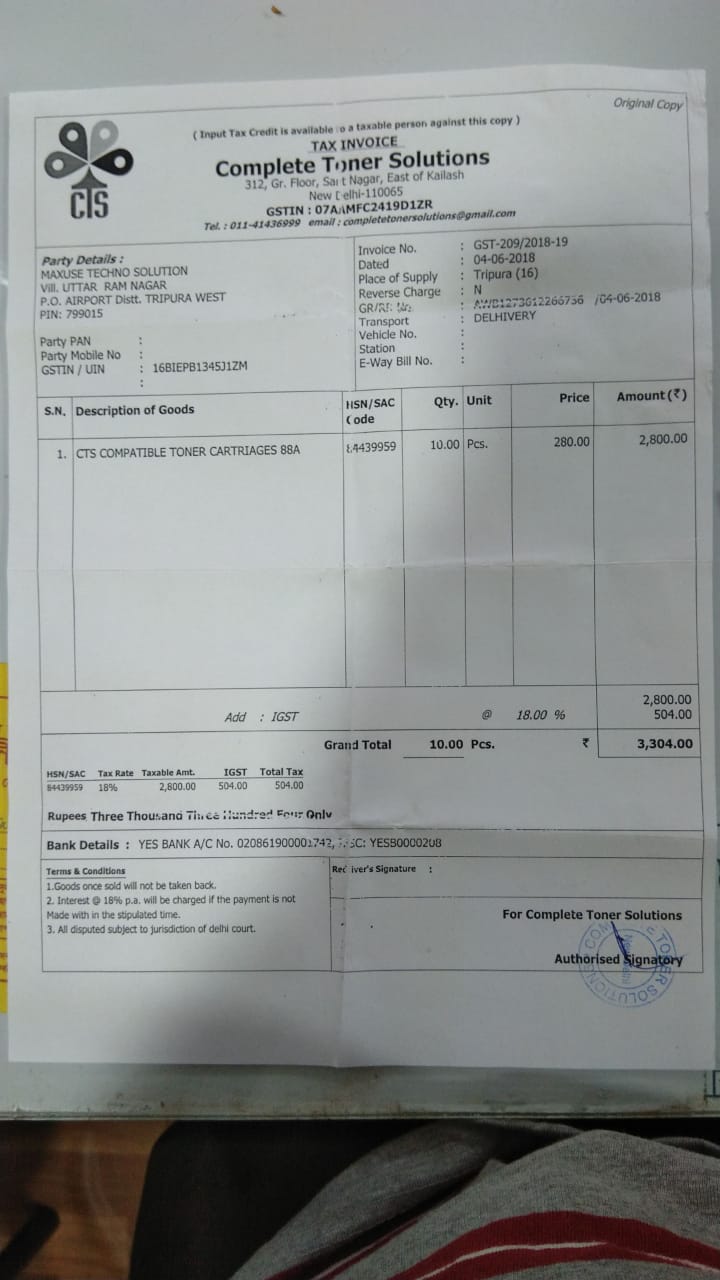 Original Copy
( Input Tax Credit is available to a taxable person against this copy )
TAX INVOICE
Complete Toner Solutions
312, Gr. Floor, Sant Nagar, East of Kailash
New Delhi-110065
GSTIN : 07AAMFC2419D1ZR
Tel. : 011-41436999 email : completetonersolutions@gmail.com
CTS
Party Details :
MAXUSE TECHNO SOLUTION
Vill. UTTAR RAM NAGAR
P.O. AIRPORT Distt. TRIPURA WEST
PIN: 799015
Party PAN :
Party Mobile No :
GSTIN / UIN : 16BIEPB1345J1ZM
:
Invoice No. : GST-209/2018-19
Dated : 04-06-2018
Place of Supply : Tripura (16)
Reverse Charge : N
GR/RR No. : /04-06-2018
Transport : DELHIVERY
Vehicle No. :
Station :
E-Way Bill No. :
S.N. Description of Goods HSN/SAC Code Qty. Unit Price Amount (₹)
1. CTS COMPATIBLE TONER CARTRIAGES 88A 84439959 10.00 Pcs. 280.00 2,800.00
2,800.00
Add : IGST @ 18.00 % 504.00
Grand Total 10.00 Pcs. ₹ 3,304.00
HSN/SAC Tax Rate Taxable Amt. IGST Total Tax
84439959 18% 2,800.00 504.00 504.00
Rupees Three Thousand Three Hundred Four Only
Bank Details : YES BANK A/C No. IFSC: YESB0000208
Terms & Conditions
1.Goods once sold will not be taken back.
2. Interest @ 18% p.a. will be charged if the payment is not
Made with in the stipulated time.
3. All disputed subject to jurisdiction of delhi court.
Receiver's Signature :
For Complete Toner Solutions
Authorised Signatory